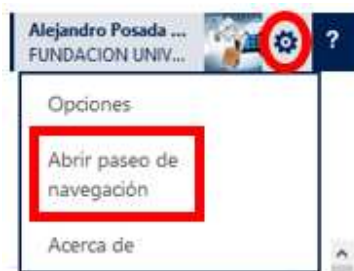 Alejandro Posada ...
FUNDACION UNIV...
?
Opciones
Abrir paseo de
navegación
Acerca de